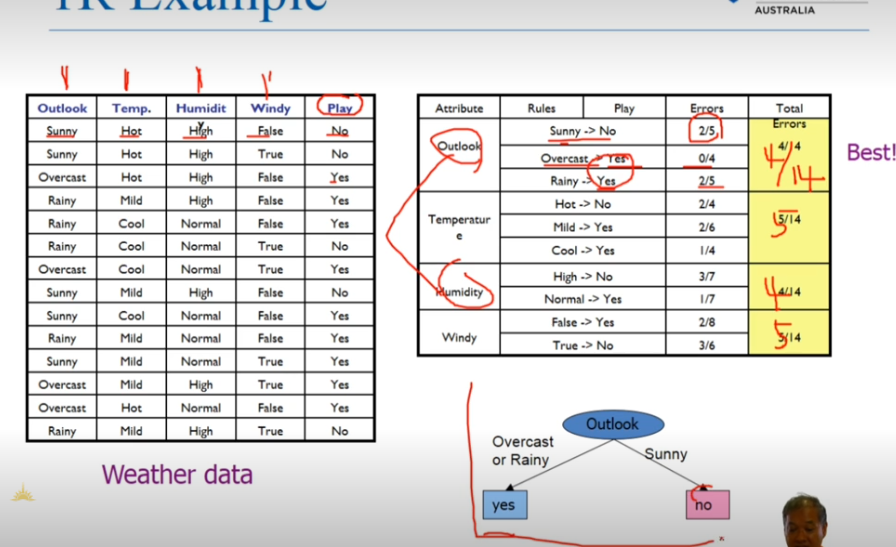 1R Example
AUSTRALIA
Outlook Temp. Humidit Windy Play
y
Sunny Hot High False No
Sunny Hot High True No
Overcast Hot High False Yes
Rainy Mild High False Yes
Rainy Cool Normal False Yes
Rainy Cool Normal True No
Overcast Cool Normal True Yes
Sunny Mild High False No
Sunny Cool Normal False Yes
Rainy Mild Normal False Yes
Sunny Mild Normal True Yes
Overcast Mild High True Yes
Overcast Hot Normal False Yes
Rainy Mild High True No
Weather data
Attribute Rules Play Errors Total
Errors
Outlook Sunny -> No 2/5 4/14
4/14
Overcast -> Yes 0/4
Rainy -> Yes 2/5
Temperatur
e
Hot -> No 2/4 5/14
5
Mild -> Yes 2/6
Cool -> Yes 1/4
Humidity High -> No 3/7 4/14
4
Normal -> Yes 1/7
Windy False -> Yes 2/8 5/14
5
True -> No 3/6
Best!
Outlook
Overcast
or Rainy
Sunny
yes
no